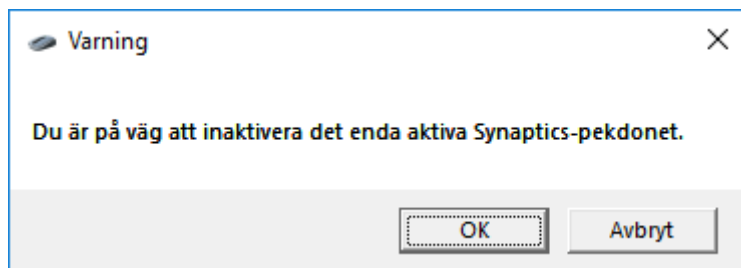 Varning
Du är på väg att inaktivera det enda aktiva Synaptics-pekdonet.
OK
Avbryt